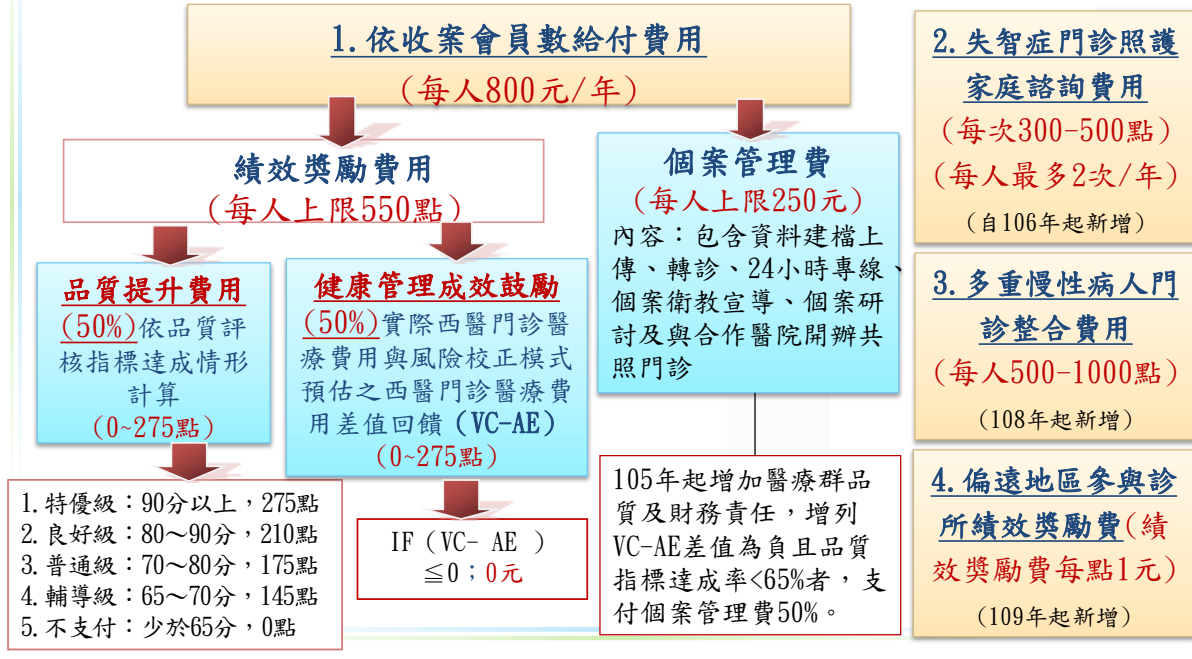 1.依收案會員數給付費用
(每人800元/年)
績效獎勵費用
(每人上限550點)
品質提升費用
(50%)依品質評
核指標達成情形
計算
(0~275點)
1.特優級：90分以上，275點
2.良好級：80～90分，210點
3.普通級：70～80分，175點
4.輔導級：65～70分，145點
5.不支付：少於65分，0點
健康管理成效鼓勵
(50%)實際西醫門診醫
療費用與風險校正模式
預估之西醫門診醫療費
用差值回饋（VC-AE）
(0~275點)
IF（VC- AE ）
≦0；0元
個案管理費
(每人上限250元)
內容：包含資料建檔上
傳、轉診、24小時專線、
個案衛教宣導、個案研
討及與合作醫院開辦共
照門診
105年起增加醫療群品
質及財務責任，增列
VC-AE差值為負且品質
指標達成率<65%者，支
付個案管理費50%。
2.失智症門診照護
家庭諮詢費用
(每次300-500點)
(每人最多2次/年)
(自106年起新增)
3.多重慢性病人門
診整合費用
(每人500-1000點)
(108年起新增)
4.偏遠地區參與診
所績效獎勵費(績
效獎勵費每點1元)
(109年起新增)